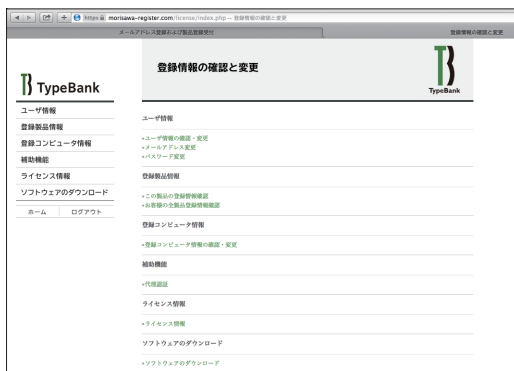 https morisawa-register.com/license/index.php — 登録情報の確認と変更
メールアドレス登録および製品登録受付
登録情報の確認と変更
TypeBank
ユーザ情報
登録製品情報
登録コンピュータ情報
補助機能
ライセンス情報
ソフトウェアのダウンロード
ホーム
ログアウト
登録情報の確認と変更
TypeBank
ユーザ情報
•ユーザ情報の確認・変更
•メールアドレス変更
•パスワード変更
登録製品情報
•この製品の登録情報確認
•お客様の全製品登録情報確認
登録コンピュータ情報
•登録コンピュータ情報の確認・変更
補助機能
•代理認証
ライセンス情報
•ライセンス情報
ソフトウェアのダウンロード
•ソフトウェアのダウンロード